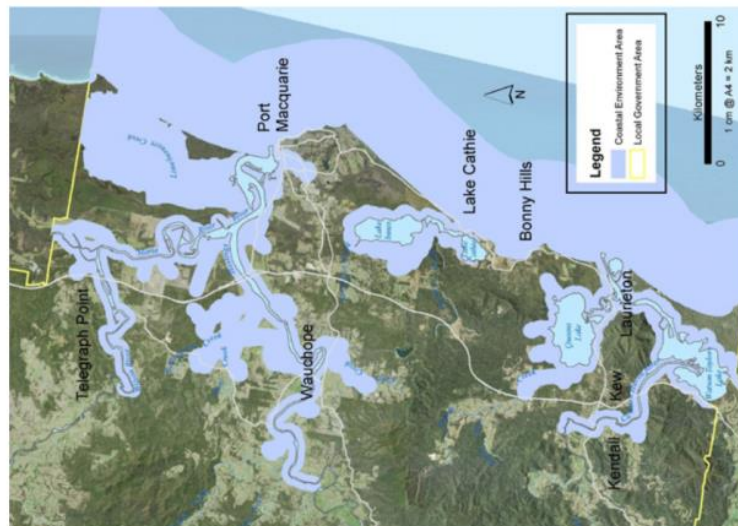 Telegraph Point
Port
Macquarie
Wauchope
Lake Cathie
Bonny Hills
Laurieton
Kew
Kendall
N
Legend
Coastal Environment Area
Local Government Area
0
10
Kilometers
1 cm @ A4 = 2 km